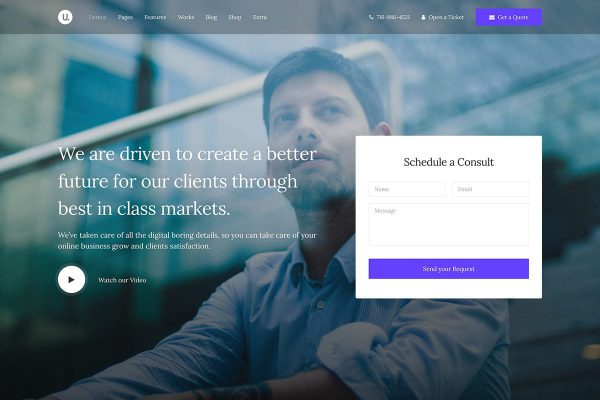 U.
Demos Pages Features Works Blog Shop Extra
716-886-4521 Open a Ticket Get a Quote
We are driven to create a better
future for our clients through
best in class markets.
We've taken care of all the digital boring details, so you can take care of your
online business grow and clients satisfaction.
Watch our Video
Schedule a Consult
Name Email
Message
Send your Request